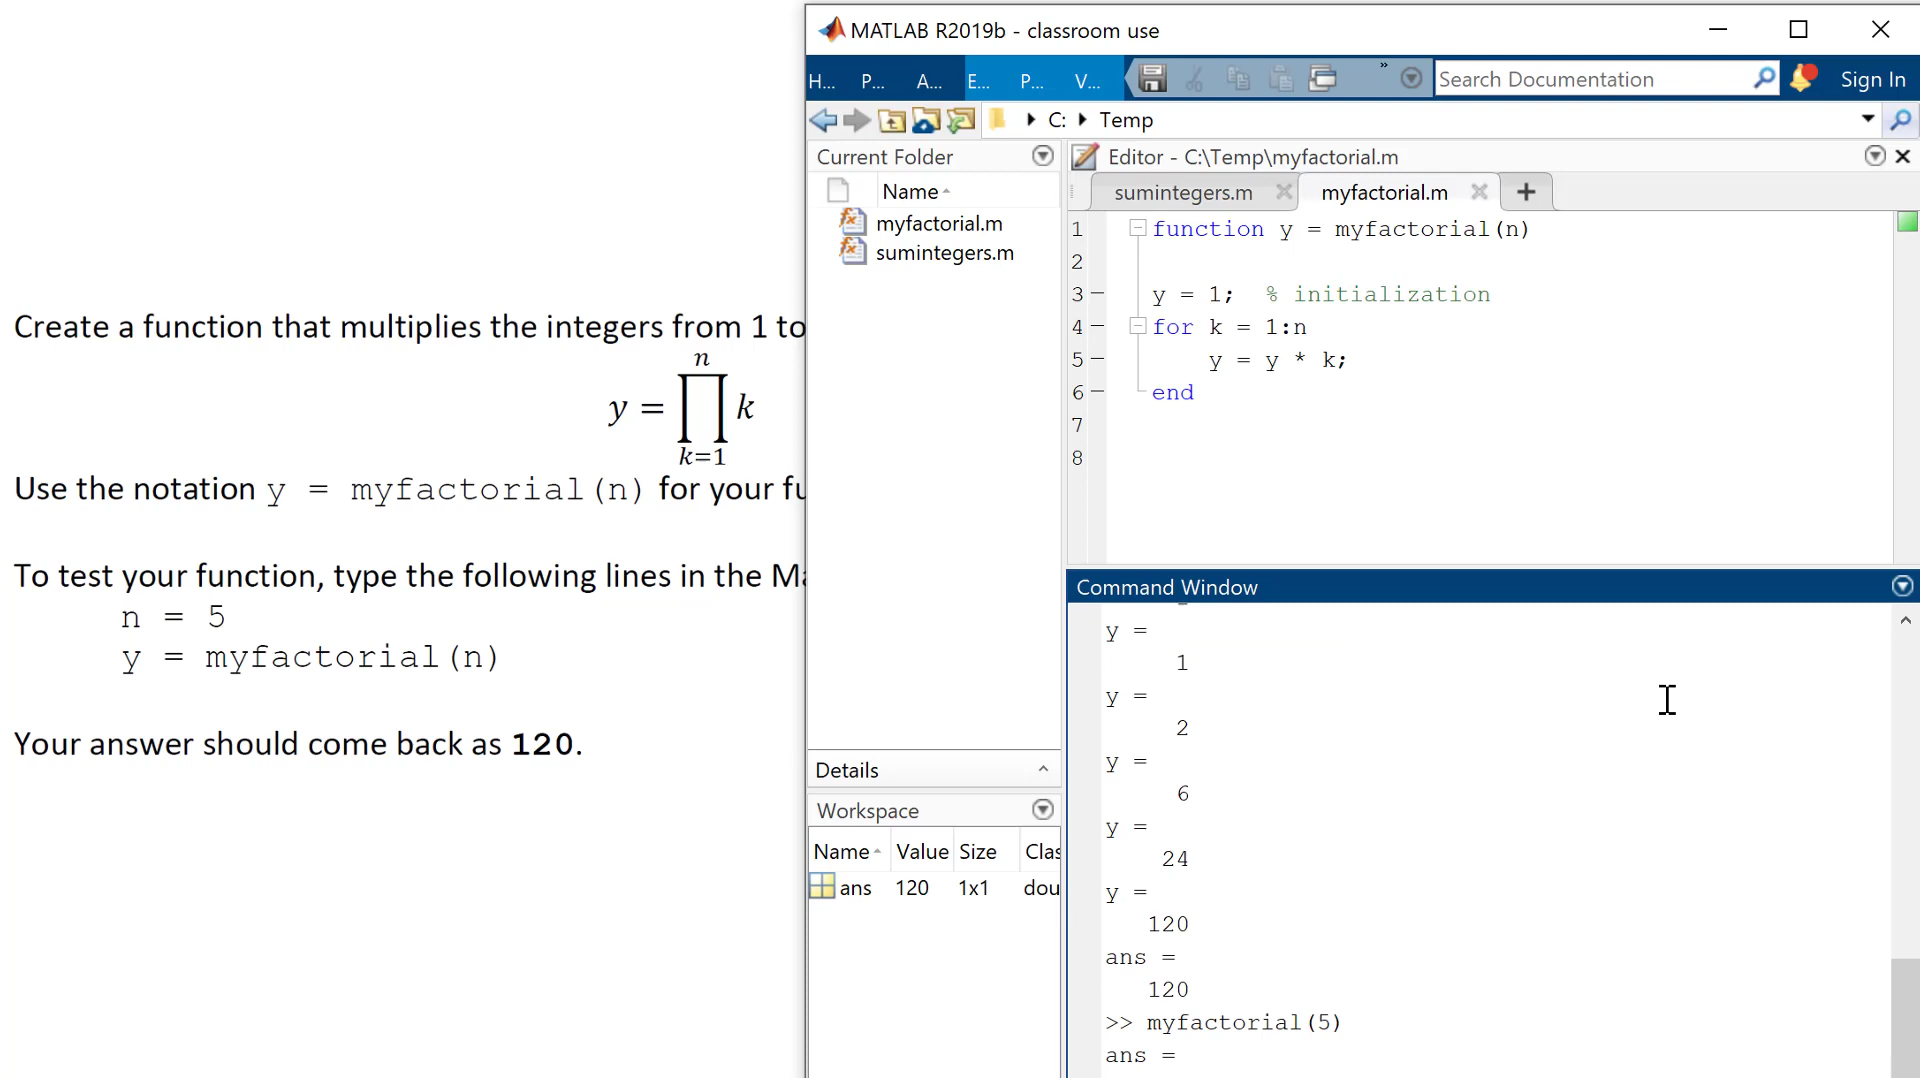 Create a function that multiplies the integers from 1 to
n
y = ∏ k
k=1
Use the notation y = myfactorial(n) for your fu
To test your function, type the following lines in the Ma
n = 5
y = myfactorial(n)
Your answer should come back as 120.
MATLAB R2019b - classroom use
H... P... A... E... P... V... » Search Documentation Sign In
C: Temp
Current Folder
Name
myfactorial.m
sumintegers.m
Details
Workspace
Name Value Size Clas
ans 120 1x1 dou
Editor - C:\Temp\myfactorial.m
sumintegers.m myfactorial.m +
1 function y = myfactorial(n)
2
3 y = 1; % initialization
4 for k = 1:n
5 y = y * k;
6 end
7
8
Command Window
y =
1
y =
2
y =
6
y =
24
y =
120
ans =
120
>> myfactorial(5)
ans =